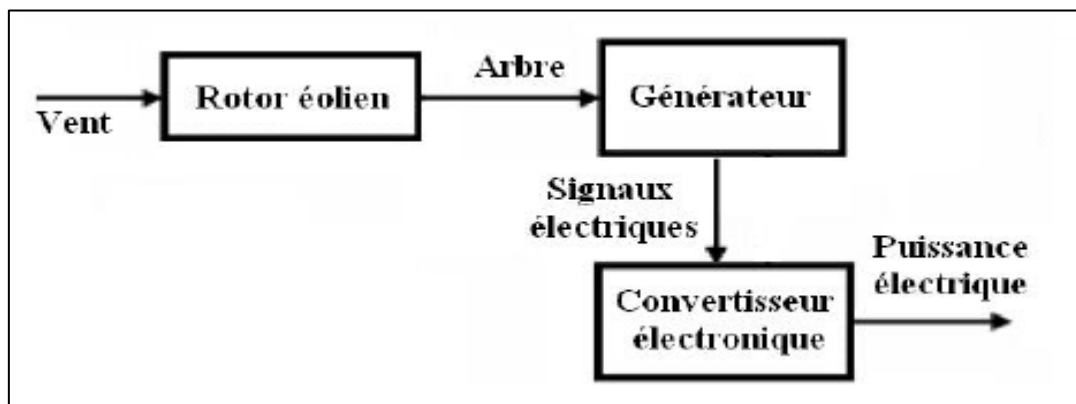 Vent
Rotor éolien
Arbre
Générateur
Signaux
électriques
Convertisseur
électronique
Puissance
électrique